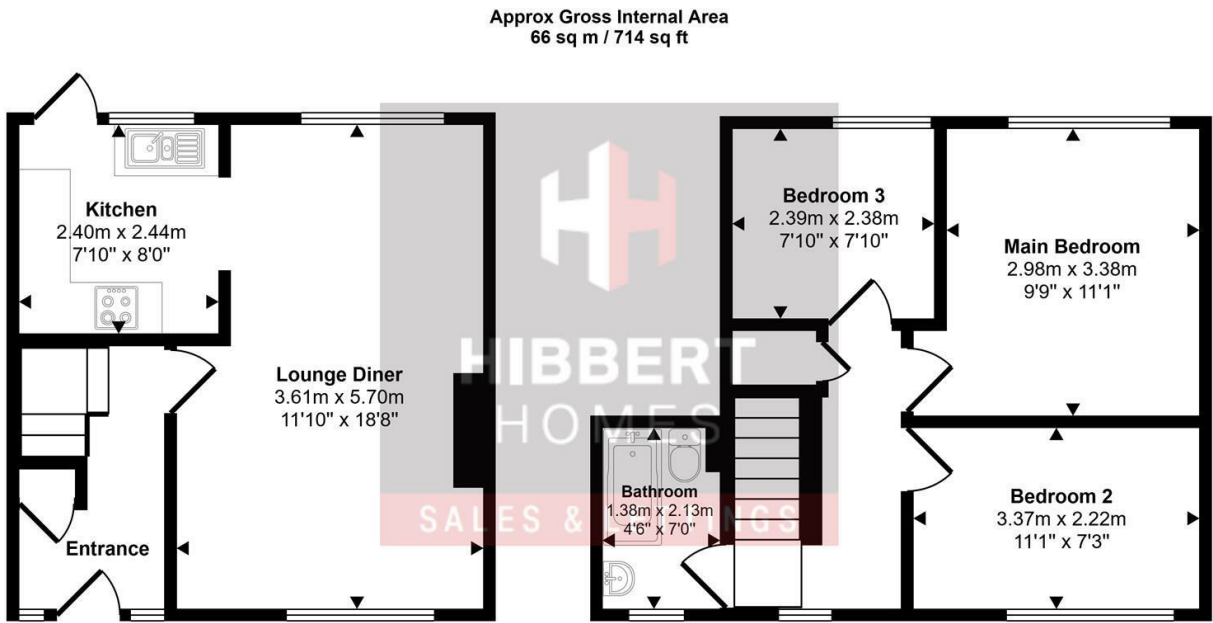 Approx Gross Internal Area
66 sq m / 714 sq ft
Kitchen
2.40m x 2.44m
7'10" x 8'0"
Lounge Diner
3.61m x 5.70m
11'10" x 18'8"
Entrance
Bedroom 3
2.39m x 2.38m
7'10" x 7'10"
Main Bedroom
2.98m x 3.38m
9'9" x 11'1"
Bathroom
1.38m x 2.13m
4'6" x 7'0"
Bedroom 2
3.37m x 2.22m
11'1" x 7'3"
HIBBERT
HOMES
SALES & LETTINGS